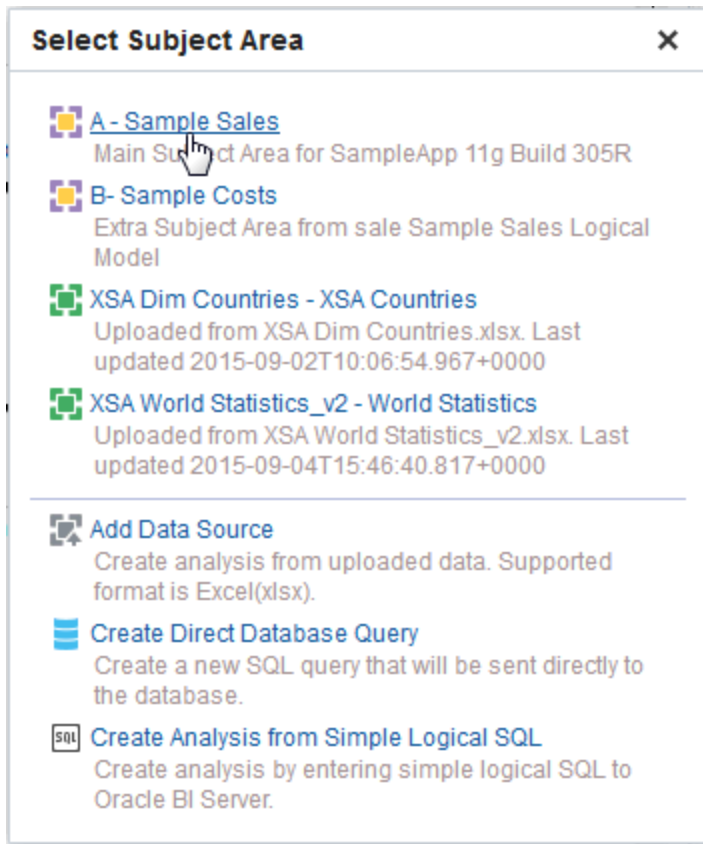 Select Subject Area
A - Sample Sales
Main Su ct Area for SampleApp 11g Build 305R
B- Sample Costs
Extra Subject Area from sale Sample Sales Logical
Model
XSA Dim Countries - XSA Countries
Uploaded from XSA Dim Countries.xlsx. Last
updated 2015-09-02T10:06:54.967+0000
XSA World Statistics_v2 - World Statistics
Uploaded from XSA World Statistics_v2.xlsx. Last
updated 2015-09-04T15:46:40.817+0000
Add Data Source
Create analysis from uploaded data. Supported
format is Excel(xlsx).
Create Direct Database Query
Create a new SQL query that will be sent directly to
the database.
SQL Create Analysis from Simple Logical SQL
Create analysis by entering simple logical SQL to
Oracle BI Server.